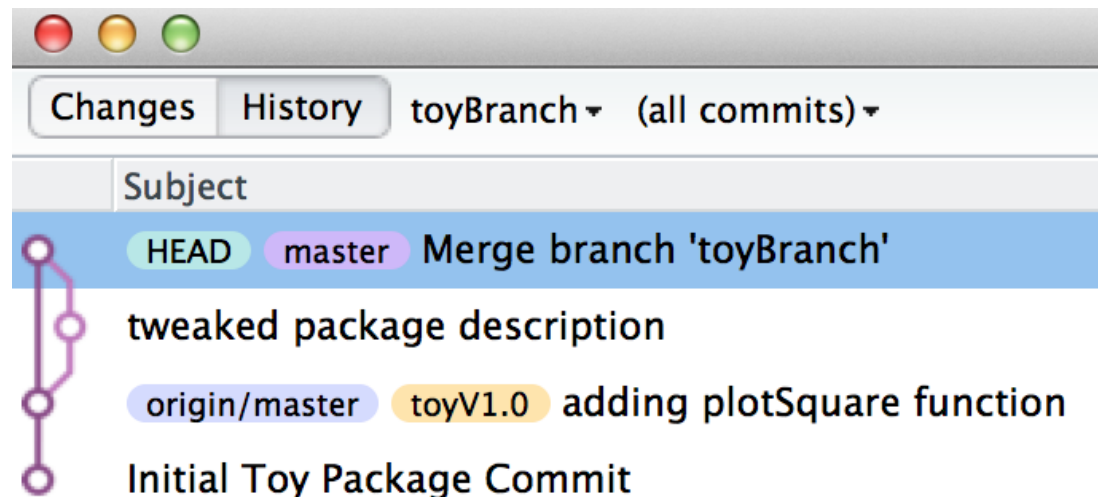 Changes History toyBranch (all commits)
Subject
HEAD master Merge branch 'toyBranch'
tweaked package description
origin/master toyV1.0 adding plotSquare function
Initial Toy Package Commit